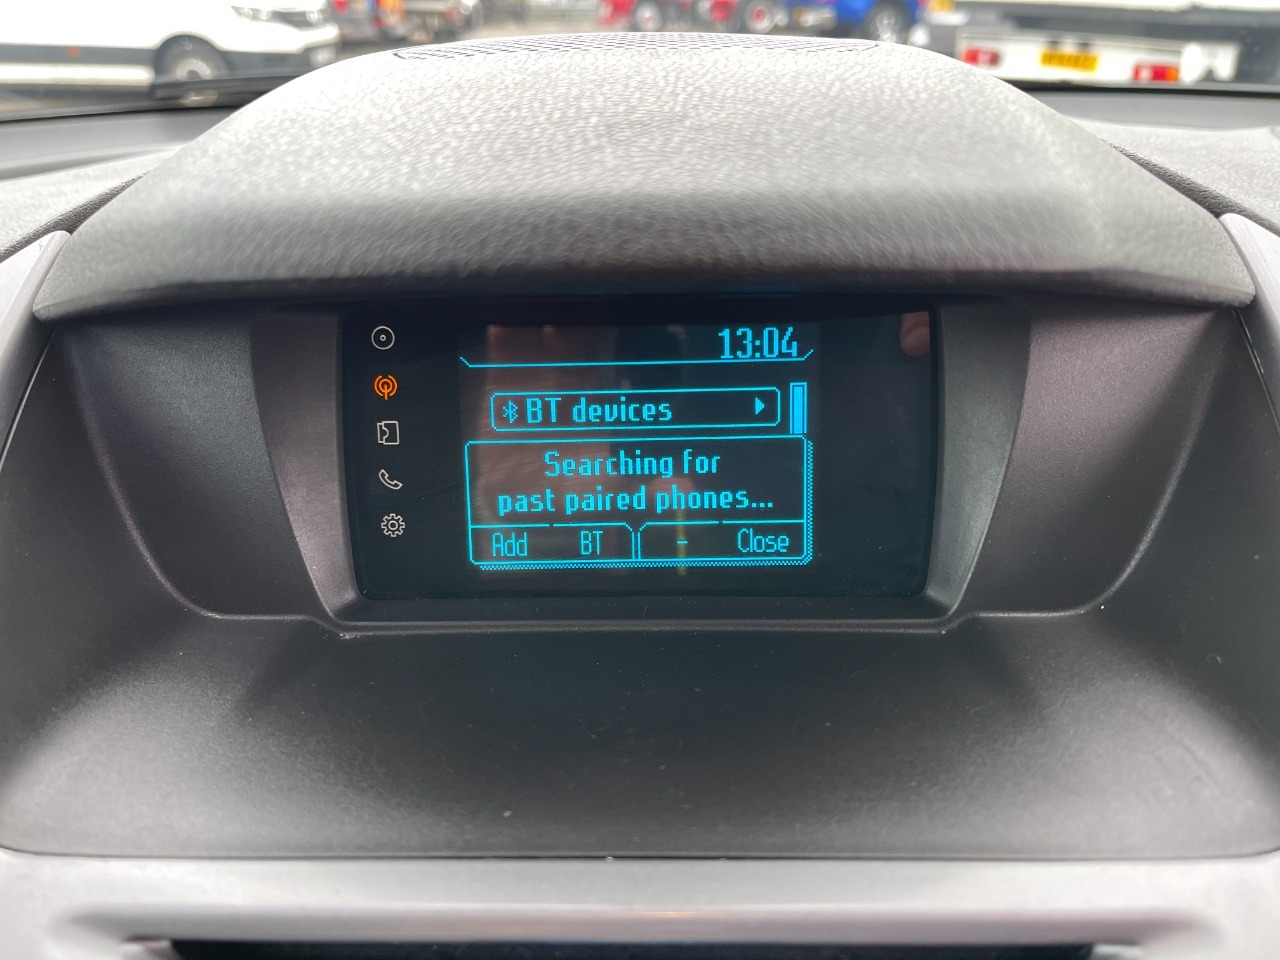 13:04
BT devices
Searching for
past paired phones...
Add BT - Close